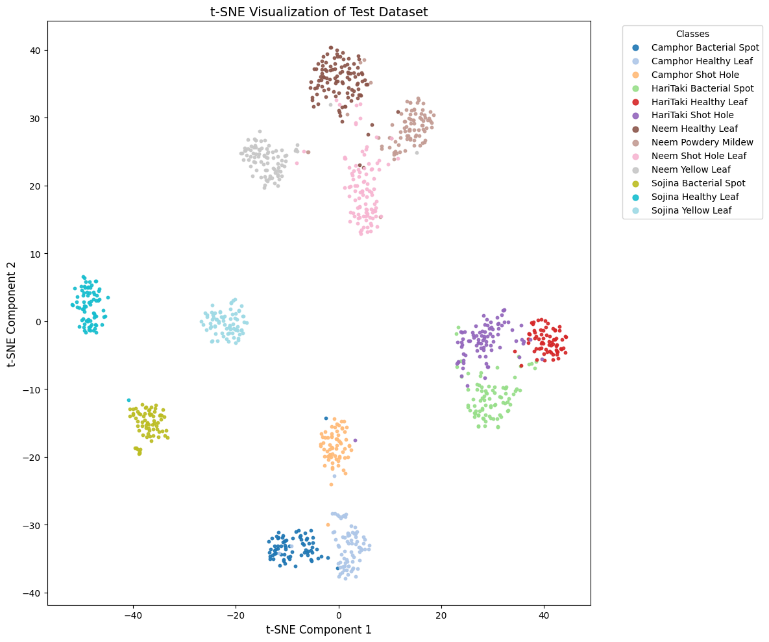 t-SNE Visualization of Test Dataset
t-SNE Component 2
40
30
20
10
0
−10
−20
−30
−40
−40
−20
0
20
40
t-SNE Component 1
Classes
Camphor Bacterial Spot
Camphor Healthy Leaf
Camphor Shot Hole
HariTaki Bacterial Spot
HariTaki Healthy Leaf
HariTaki Shot Hole
Neem Healthy Leaf
Neem Powdery Mildew
Neem Shot Hole Leaf
Neem Yellow Leaf
Sojina Bacterial Spot
Sojina Healthy Leaf
Sojina Yellow Leaf